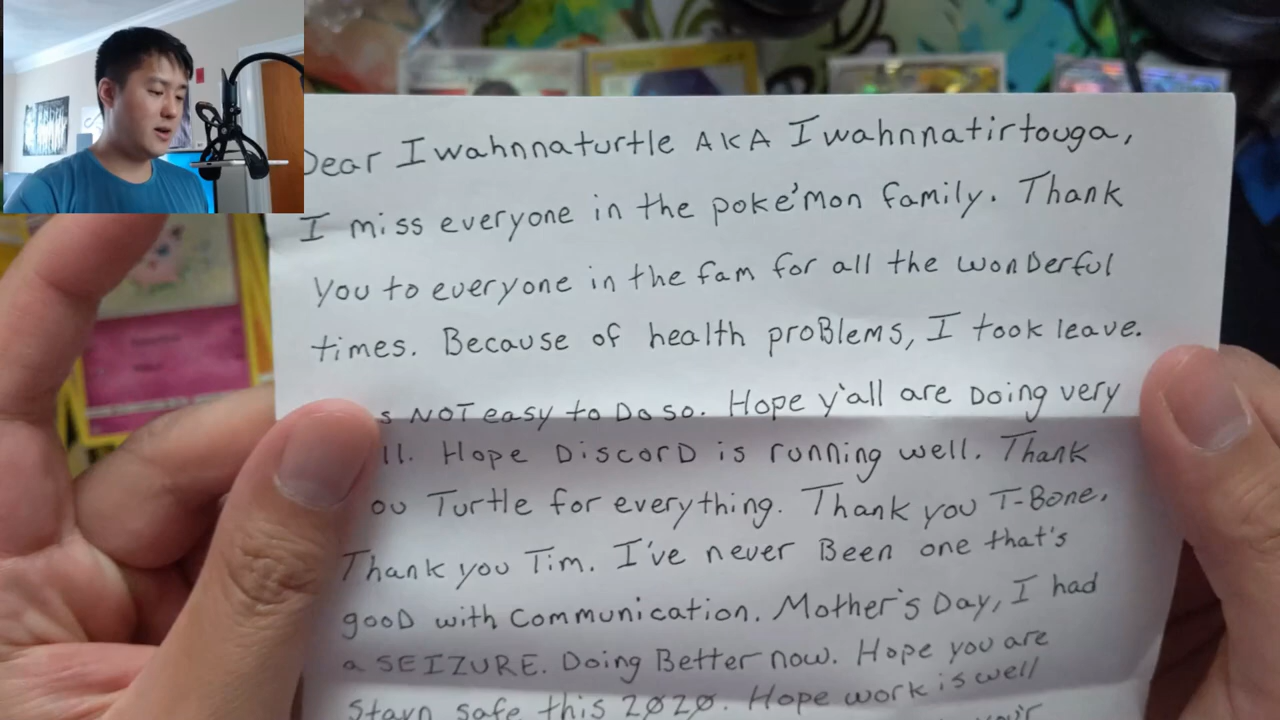 Dear Iwahnnaturtle AKA Iwahnnatirtouga,
I miss everyone in the poke'mon family. Thank
you to everyone in the fam for all the wonDerful
times. Because of health proBlems, I took leave.
s NOT easy to Do so. Hope y'all are Doing very
ll. Hope DiscorD is running well. Thank
ou Turtle for everything. Thank you T-Bone.
Thank you Tim. I've never Been one that's
gooD with communication. Mother's Day, I had
a SEIZURE. Doing Better now. Hope you are
safe this 2020. Hope work is well